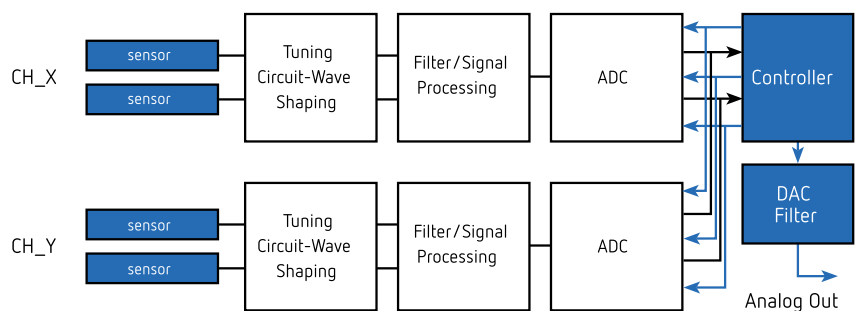 CH_X
sensor
sensor
Tuning
Circuit-Wave
Shaping
Filter/Signal
Processing
ADC
Controller
DAC
Filter
Analog Out
CH_Y
sensor
sensor
Tuning
Circuit-Wave
Shaping
Filter/Signal
Processing
ADC